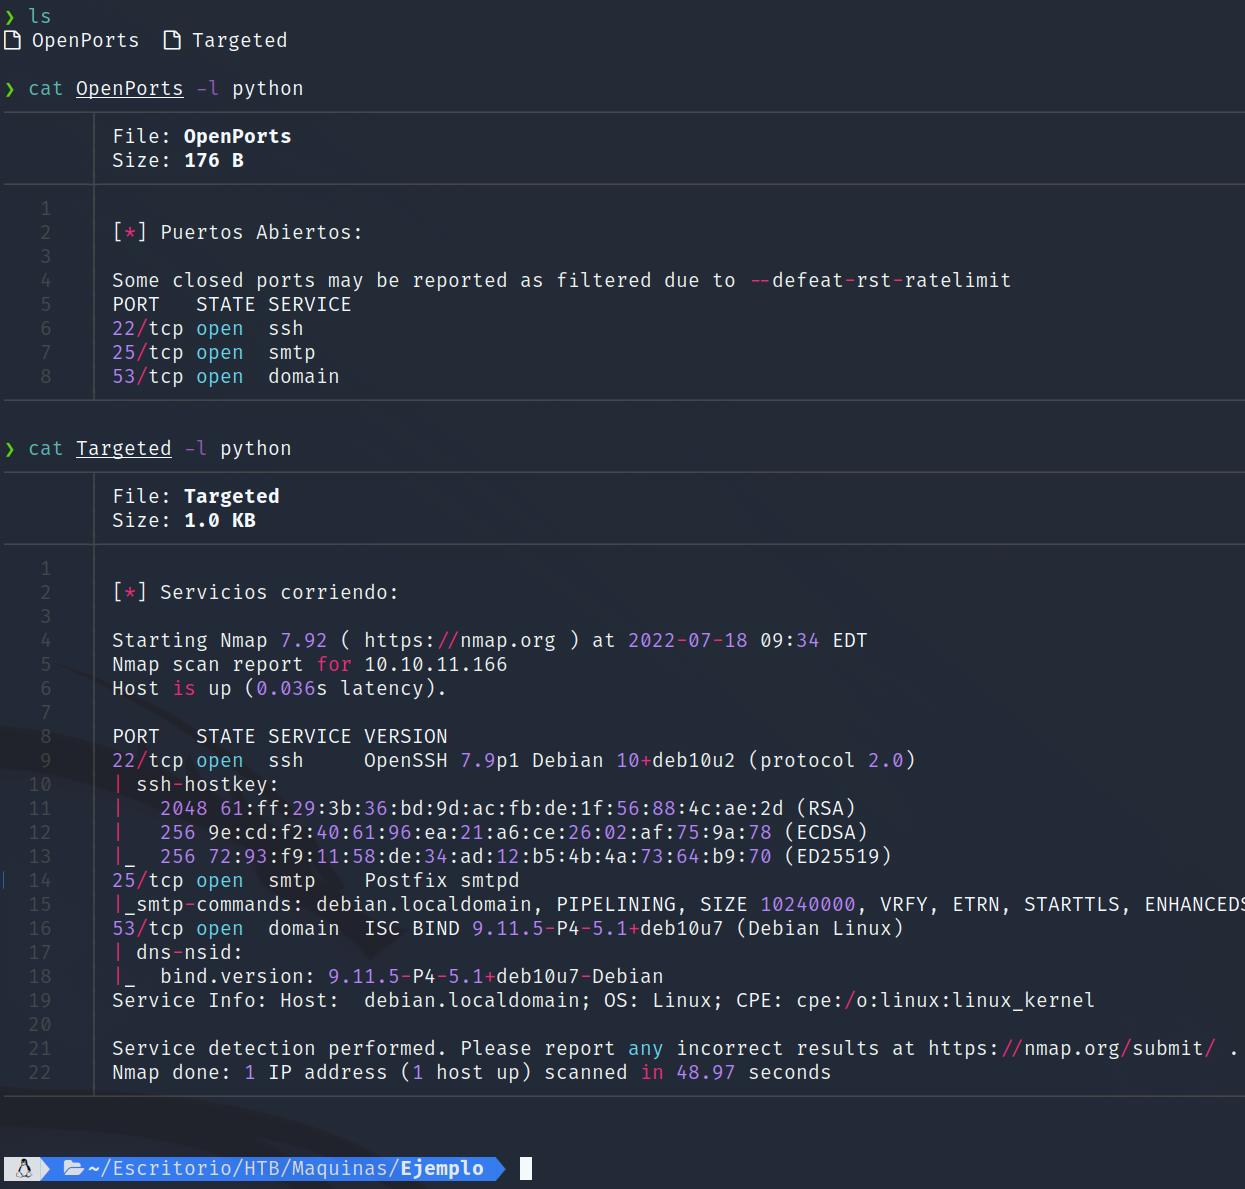 ❯ ls
OpenPorts Targeted
❯ cat OpenPorts -l python
File: OpenPorts
Size: 176 B
1
2 [*] Puertos Abiertos:
3
4 Some closed ports may be reported as filtered due to --defeat-rst-ratelimit
5 PORT   STATE SERVICE
6 22/tcp open  ssh
7 25/tcp open  smtp
8 53/tcp open  domain
❯ cat Targeted -l python
File: Targeted
Size: 1.0 KB
1
2 [*] Servicios corriendo:
3
4 Starting Nmap 7.92 ( https://nmap.org ) at 2022-07-18 09:34 EDT
5 Nmap scan report for 10.10.11.166
6 Host is up (0.036s latency).
7
8 PORT   STATE SERVICE VERSION
9 22/tcp open  ssh     OpenSSH 7.9p1 Debian 10+deb10u2 (protocol 2.0)
10 | ssh-hostkey:
11 |   2048 61:ff:29:3b:36:bd:9d:ac:fb:de:1f:56:88:4c:ae:2d (RSA)
12 |   256 9e:cd:f2:40:61:96:ea:21:a6:ce:26:02:af:75:9a:78 (ECDSA)
13 |_  256 72:93:f9:11:58:de:34:ad:12:b5:4b:4a:73:64:b9:70 (ED25519)
14 25/tcp open  smtp    Postfix smtpd
15 |_smtp-commands: debian.localdomain, PIPELINING, SIZE 10240000, VRFY, ETRN, STARTTLS, ENHANCEDS
16 53/tcp open  domain  ISC BIND 9.11.5-P4-5.1+deb10u7 (Debian Linux)
17 | dns-nsid:
18 |_  bind.version: 9.11.5-P4-5.1+deb10u7-Debian
19 Service Info: Host:  debian.localdomain; OS: Linux; CPE: cpe:/o:linux:linux_kernel
20
21 Service detection performed. Please report any incorrect results at https://nmap.org/submit/ .
22 Nmap done: 1 IP address (1 host up) scanned in 48.97 seconds
~/Escritorio/HTB/Maquinas/Ejemplo